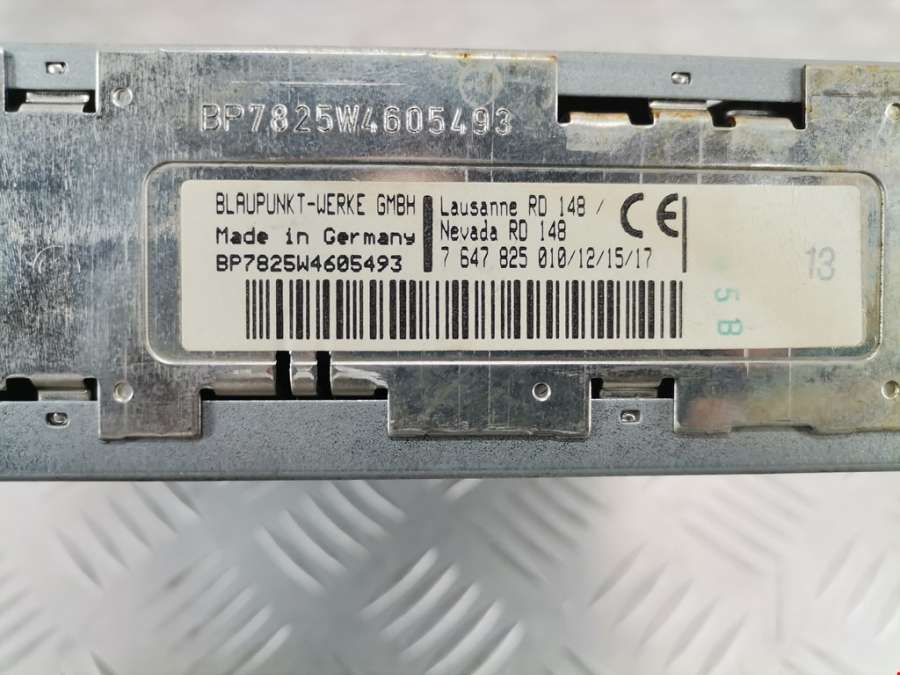 BP7825W4605493
BLAUPUNKT-WERKE GMBH
Made in Germany
BP7825W4605493
Lausanne RD 148 /
Nevada RD 148
7 647 825 010/12/15/17
CE
13
5 B